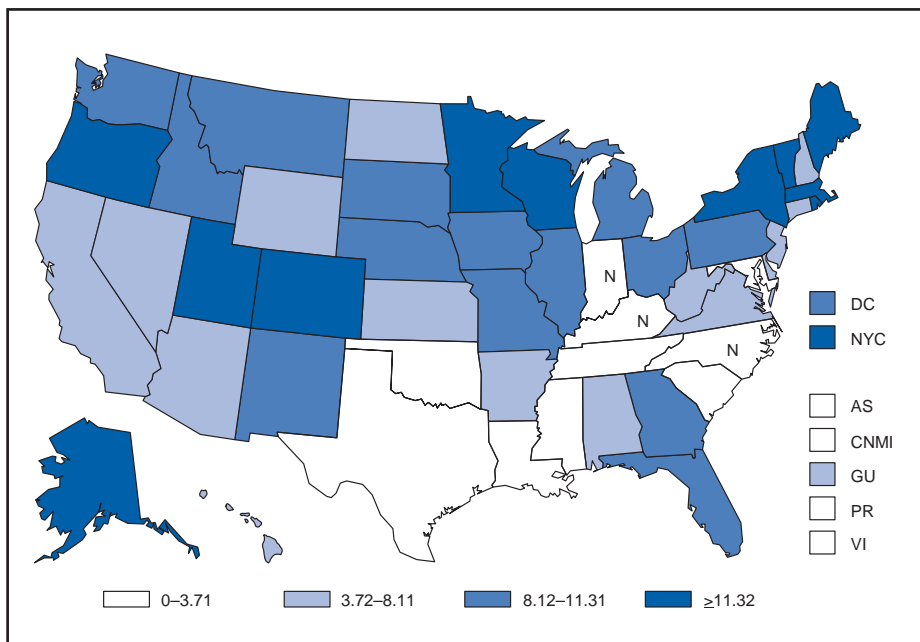 N
N
N
DC
NYC
AS
CNMI
GU
PR
VI
0–3.71
3.72–8.11
8.12–11.31
≥11.32